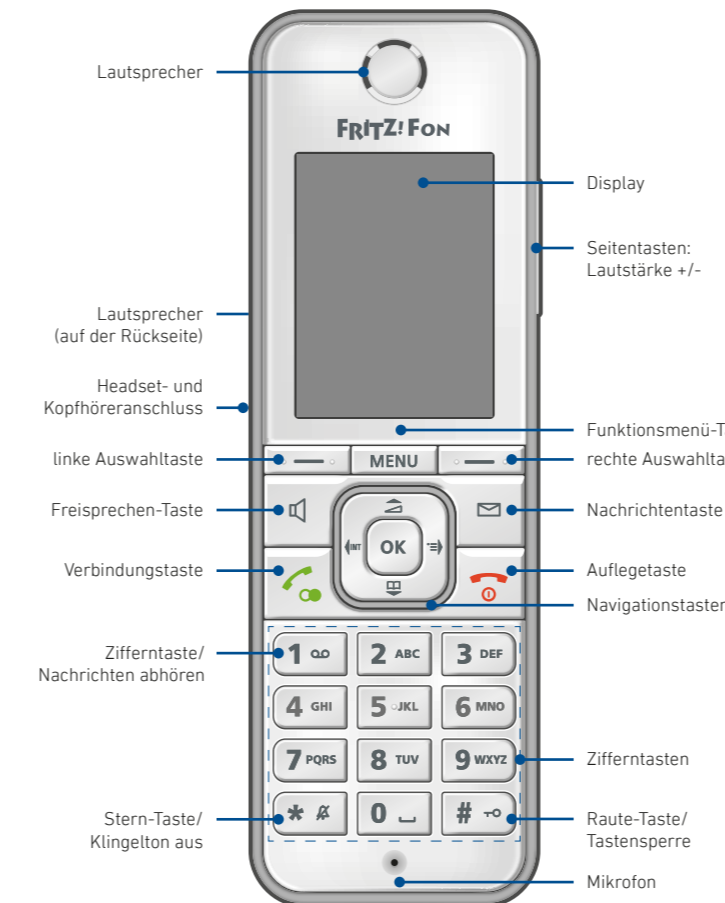 Lautsprecher
FRITZ! FON
Display
Seitentasten:
Lautstärke +/-
Lautsprecher
(auf der Rückseite)
Headset- und
Kopfhöreranschluss
Funktionsmenü-T
linke Auswahltaste
MENU
rechte Auswahlta
Freisprechen-Taste
Nachrichtentaste
INT
OK
Verbindungstaste
Auflegetaste
Navigationstasten
Zifferntaste/
Nachrichten abhören
1
2 ABC
3 DEF
4 GHI
5 JKL
6 MNO
7 PQRS
8 TUV
9 WXYZ
Zifferntasten
Stern-Taste/
Klingelton aus
*
0
#
Raute-Taste/
Tastensperre
Mikrofon